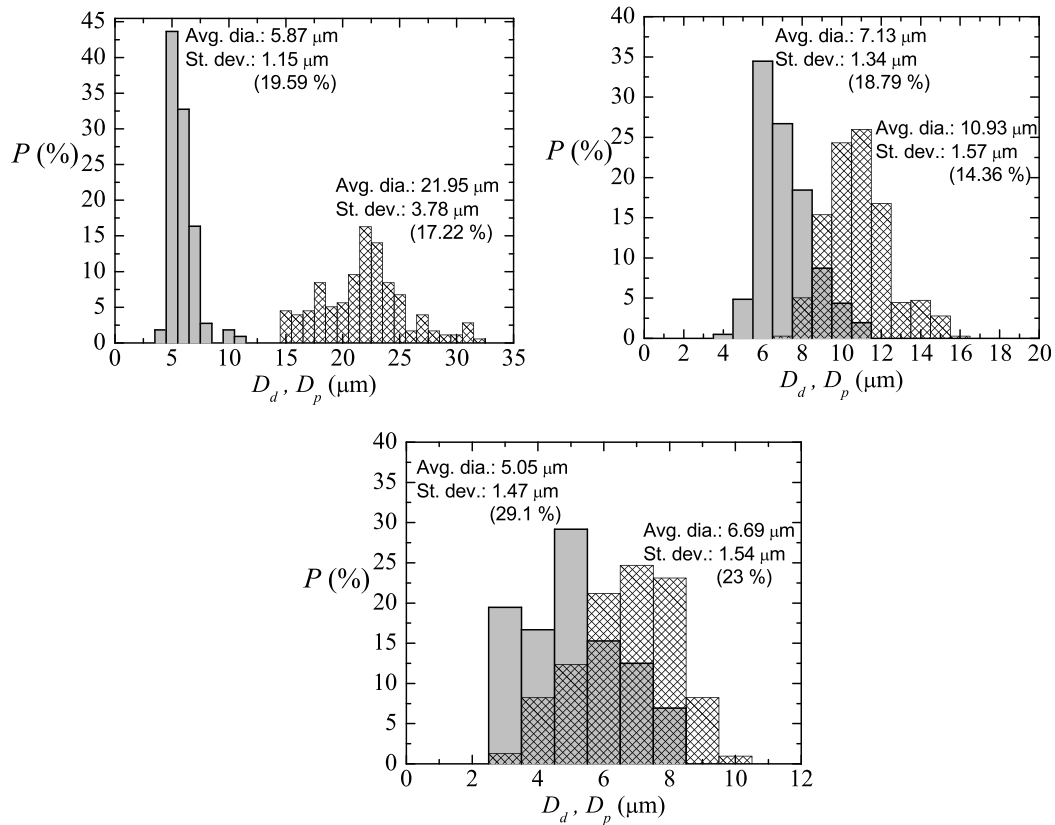 45
40
35
30
25
20
15
10
5
0
P (%)
Avg. dia.: 5.87 μm
St. dev.: 1.15 μm
(19.59 %)
Avg. dia.: 21.95 μm
St. dev.: 3.78 μm
(17.22 %)
0 5 10 15 20 25 30 35
D_d , D_p (μm)
40
35
30
25
20
15
10
5
0
P (%)
Avg. dia.: 7.13 μm
St. dev.: 1.34 μm
(18.79 %)
Avg. dia.: 10.93 μm
St. dev.: 1.57 μm
(14.36 %)
0 2 4 6 8 10 12 14 16 18 20
D_d , D_p (μm)
40
35
30
25
20
15
10
5
0
P (%)
Avg. dia.: 5.05 μm
St. dev.: 1.47 μm
(29.1 %)
Avg. dia.: 6.69 μm
St. dev.: 1.54 μm
(23 %)
0 2 4 6 8 10 12
D_d , D_p (μm)